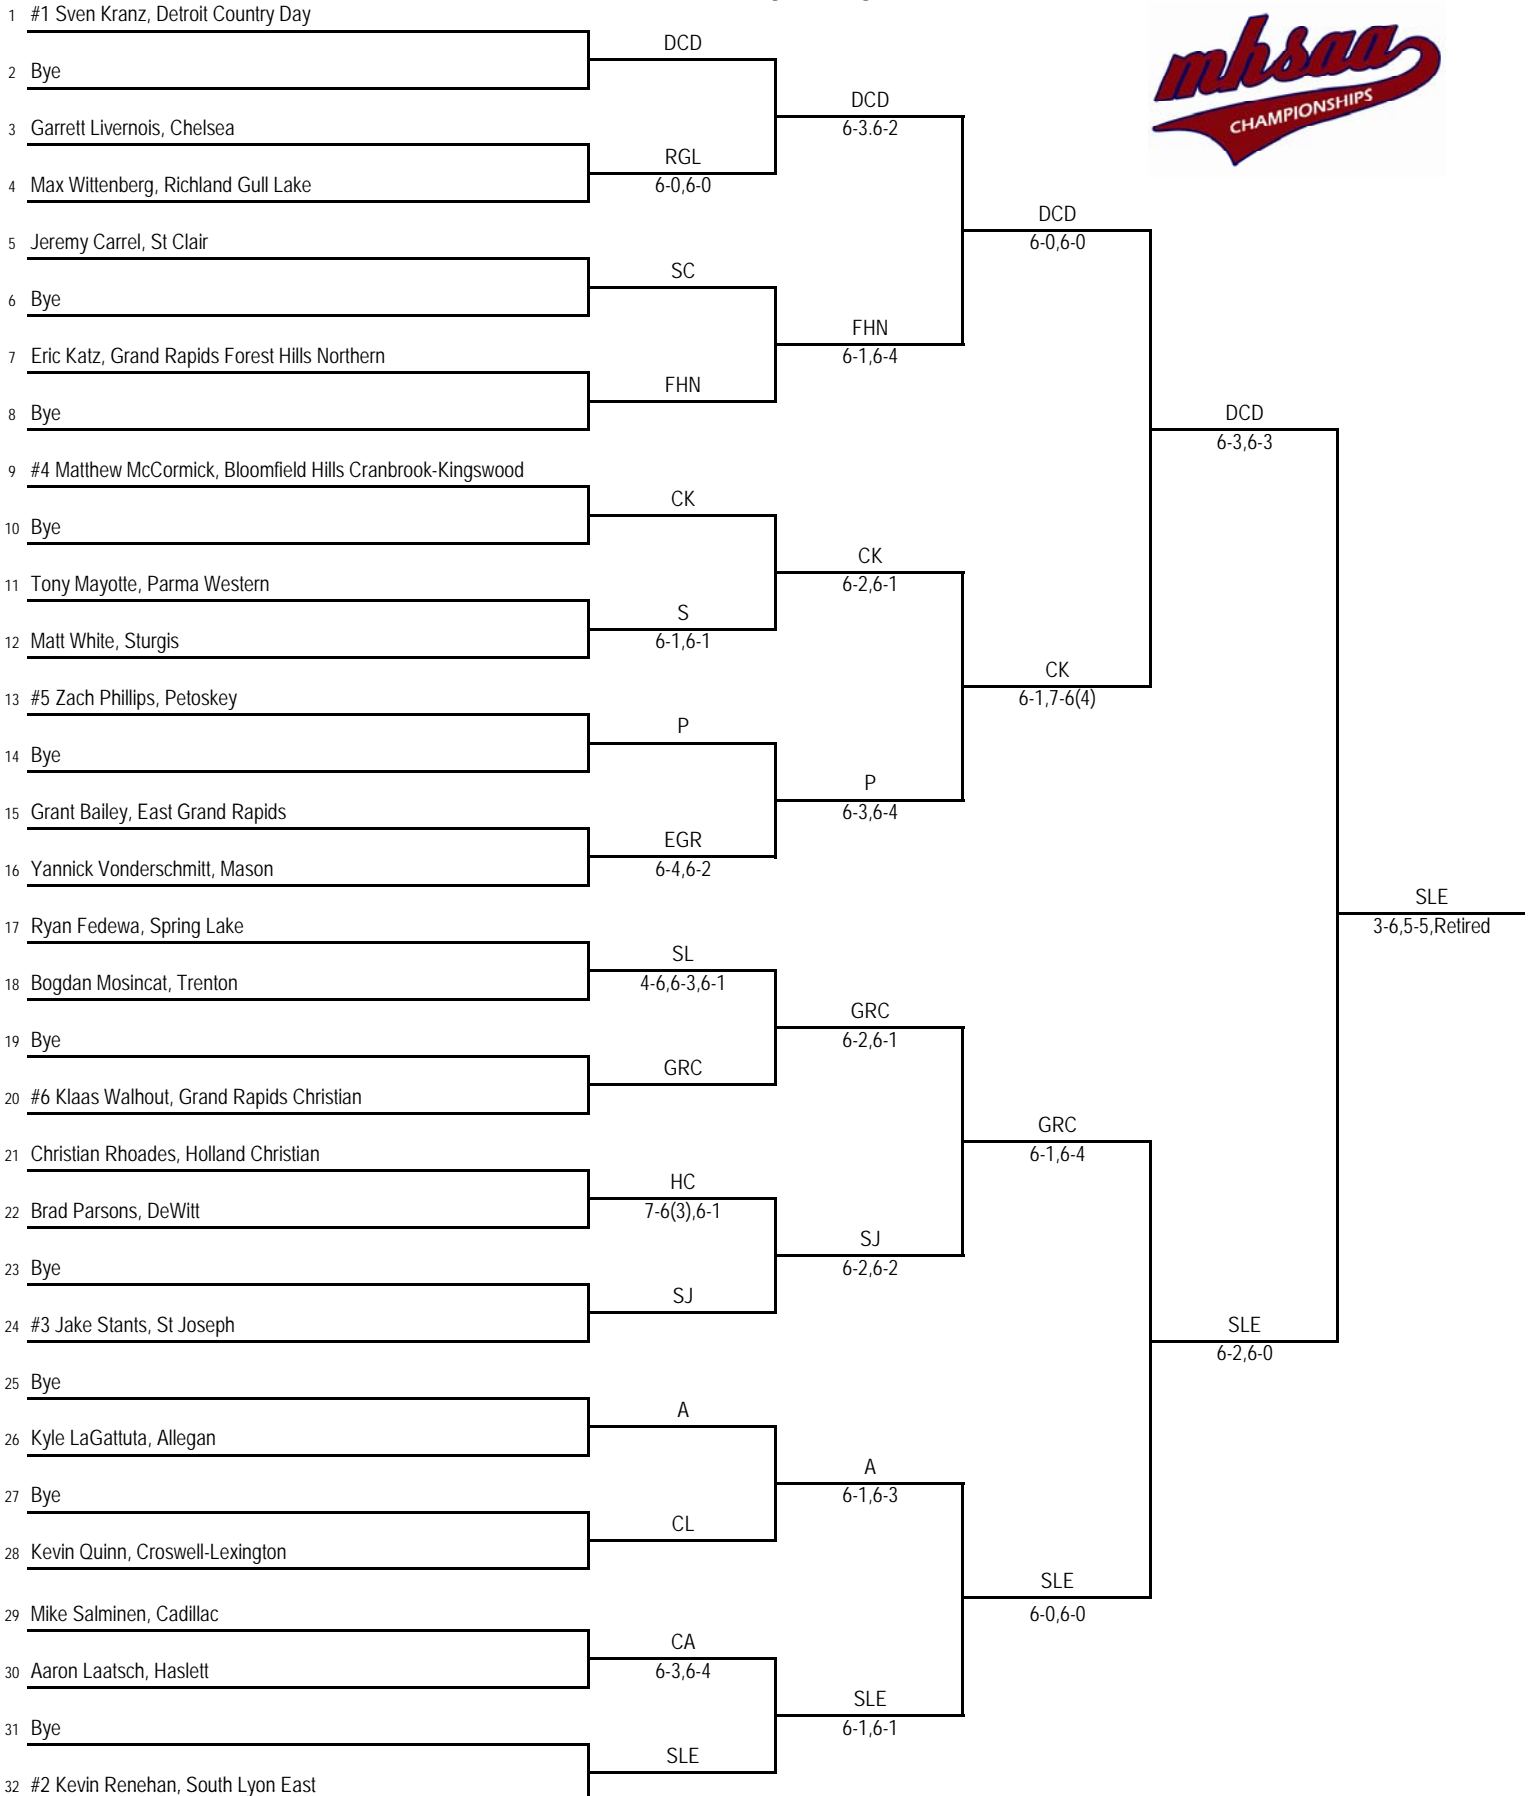 1 #1 Sven Kranz, Detroit Country Day
DCD
2 Bye
mhsaa
CHAMPIONSHIPS
DCD
6-3.6-2
3 Garrett Livernois, Chelsea
RGL
6-0,6-0
4 Max Wittenberg, Richland Gull Lake
DCD
6-0,6-0
5 Jeremy Carrel, St Clair
SC
6 Bye
FHN
6-1,6-4
7 Eric Katz, Grand Rapids Forest Hills Northern
FHN
8 Bye
DCD
6-3,6-3
9 #4 Matthew McCormick, Bloomfield Hills Cranbrook-Kingswood
CK
10 Bye
CK
6-2,6-1
11 Tony Mayotte, Parma Western
S
6-1,6-1
12 Matt White, Sturgis
CK
6-1,7-6(4)
13 #5 Zach Phillips, Petoskey
P
14 Bye
P
6-3,6-4
15 Grant Bailey, East Grand Rapids
EGR
6-4,6-2
16 Yannick Vonderschmitt, Mason
SLE
3-6,5-5,Retired
17 Ryan Fedewa, Spring Lake
SL
4-6,6-3,6-1
18 Bogdan Mosincat, Trenton
GRC
6-2,6-1
19 Bye
GRC
20 #6 Klaas Walhout, Grand Rapids Christian
GRC
6-1,6-4
21 Christian Rhoades, Holland Christian
HC
7-6(3),6-1
22 Brad Parsons, DeWitt
SJ
6-2,6-2
23 Bye
SJ
24 #3 Jake Stants, St Joseph
SLE
6-2,6-0
25 Bye
A
26 Kyle LaGattuta, Allegan
A
6-1,6-3
27 Bye
CL
28 Kevin Quinn, Croswell-Lexington
SLE
6-0,6-0
29 Mike Salminen, Cadillac
CA
6-3,6-4
30 Aaron Laatsch, Haslett
SLE
6-1,6-1
31 Bye
SLE
32 #2 Kevin Renehan, South Lyon East